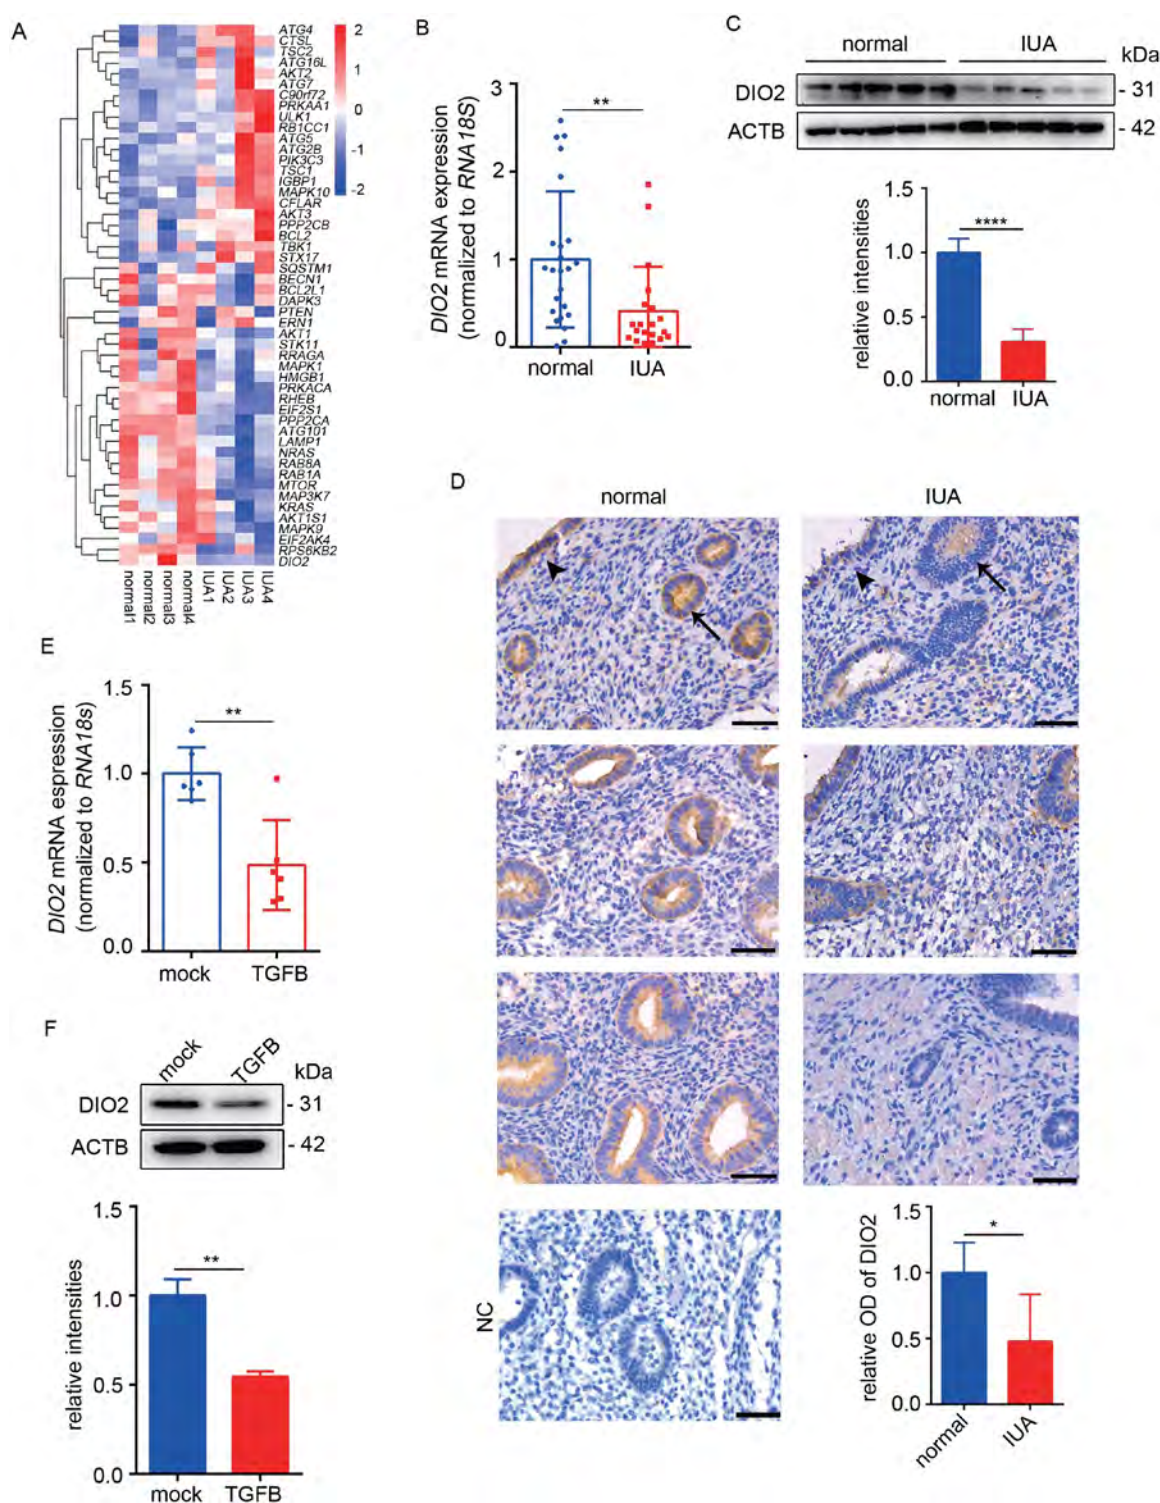 A
ATG4
CTSL
TSC2
ATG16L
AKT2
ATG7
C90rf72
PRKAA1
ULK1
RB1CC1
ATG5
ATG2B
PIK3C3
TSC1
IGBP1
MAPK10
CFLAR
AKT3
PPP2CB
BCL2
TBK1
STX17
SQSTM1
BECN1
BCL2L1
DAPK3
PTEN
ERN1
AKT1
STK11
RRAGA
MAPK1
HMGB1
PRKACA
RHEB
EIF2S1
PPP2CA
ATG101
LAMP1
NRAS
RAB8A
RAB1A
MTOR
MAP3K7
KRAS
AKT1S1
MAPK9
EIF2AK4
RPS6KB2
DIO2
2
1
0
-1
-2
normal1
normal2
normal3
normal4
IUA1
IUA2
IUA3
IUA4
B
DIO2 mRNA expression
(normalized to RNA18S)
3
2
1
0
**
normal IUA
C
normal IUA
kDa
DIO2 - 31
ACTB - 42
relative intensities
1.5
1.0
0.5
0.0
****
normal IUA
D
normal IUA
NC
relative OD of DIO2
1.5
1.0
0.5
0.0
*
normal IUA
E
DIO2 mRNA espression
(normalized to RNA18s)
1.5
1.0
0.5
0.0
**
mock TGFB
F
mock TGFB
kDa
DIO2 - 31
ACTB - 42
relative intensities
1.5
1.0
0.5
0.0
**
mock TGFB